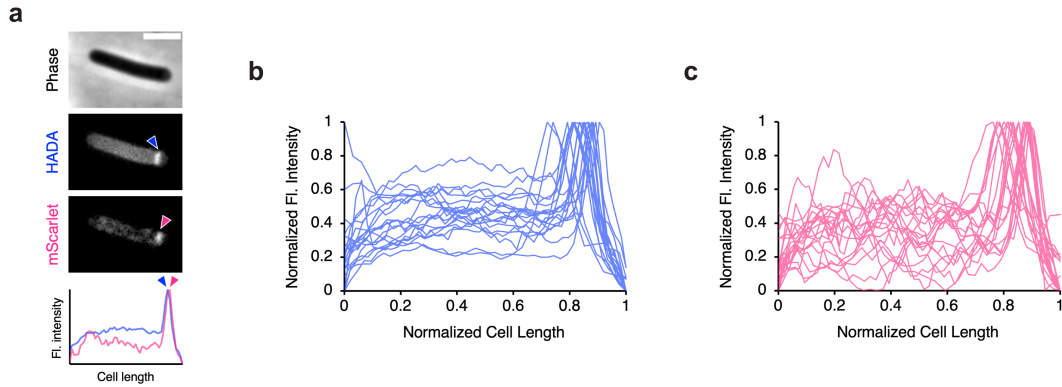 a
Phase
HADA
mScarlet
Fl. intensity
Cell length
b
Normalized Fl. Intensity
1
0.8
0.6
0.4
0.2
0
0
0.2
0.4
0.6
0.8
1
Normalized Cell Length
c
Normalized Fl. Intensity
1
0.8
0.6
0.4
0.2
0
0
0.2
0.4
0.6
0.8
1
Normalized Cell Length